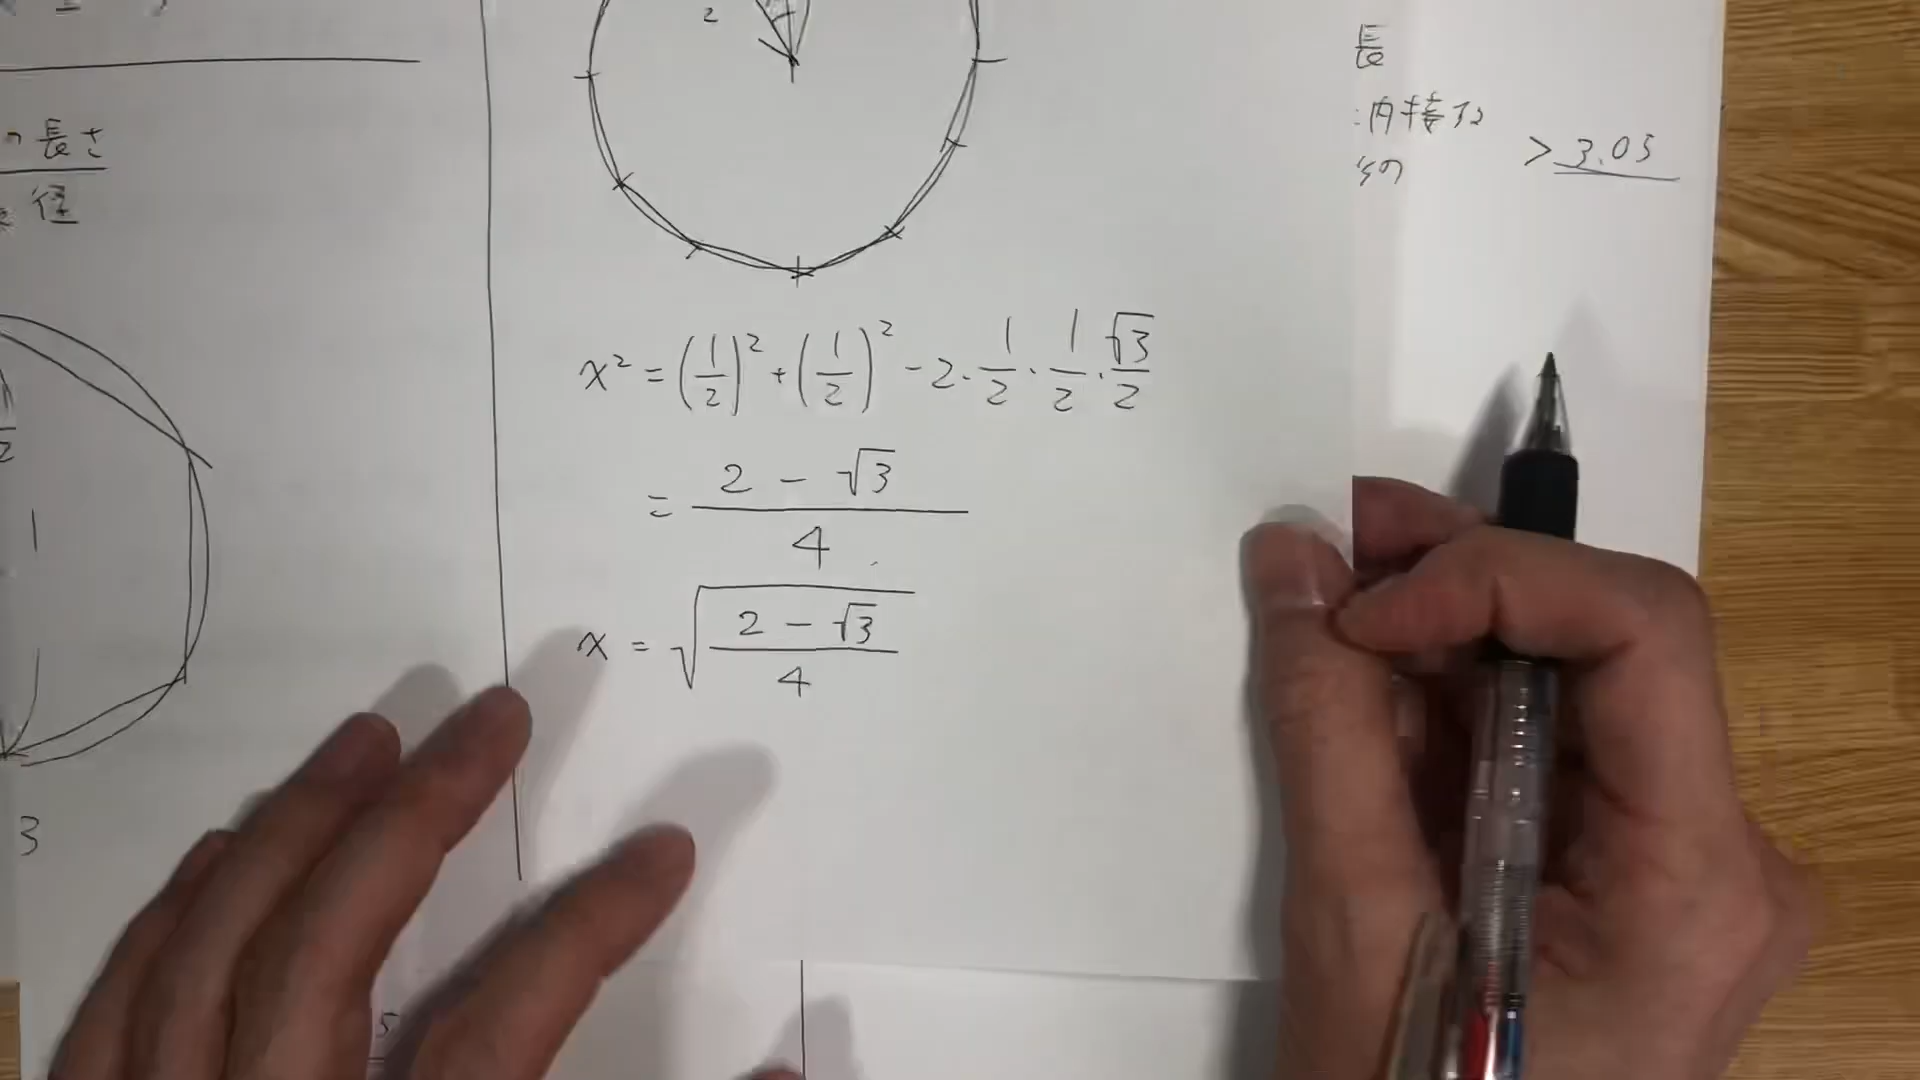 の長さ
径
2
1
3
5
x² = (1/2)² + (1/2)² - 2・1/2・1/2・√3/2
= (2 - √3)/4
x = √((2 - √3)/4)
長
内接する
> 3.05